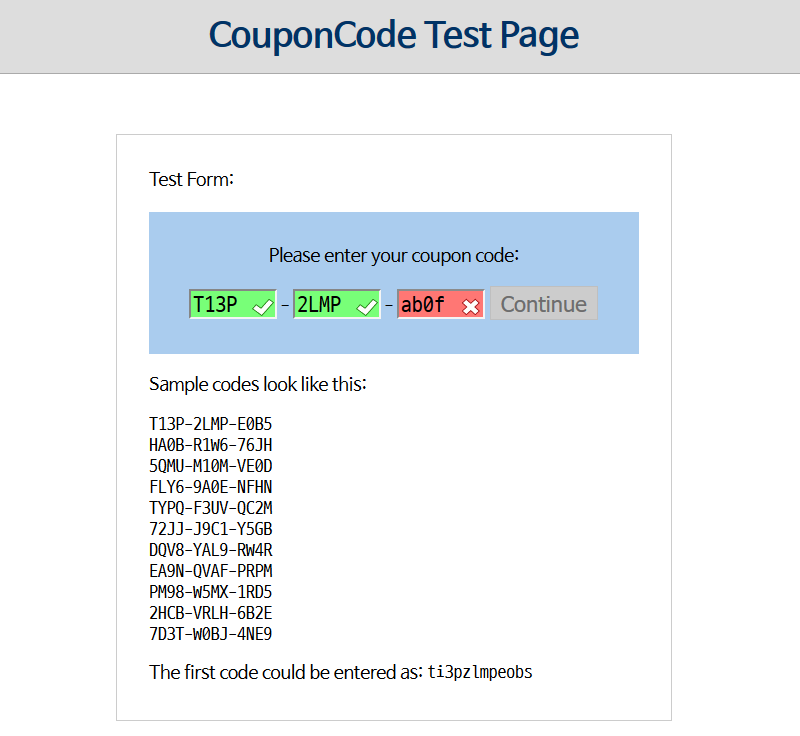 CouponCode Test Page
Test Form:
Please enter your coupon code:
T13P - 2LMP - ab0f Continue
Sample codes look like this:
T13P-2LMP-E0B5
HA0B-R1W6-76JH
5QMU-M10M-VE0D
FLY6-9A0E-NFHN
TYPQ-F3UV-QC2M
72JJ-J9C1-Y5GB
DQV8-YAL9-RW4R
EA9N-QVAF-PRPM
PM98-W5MX-1RD5
2HCB-VRLH-6B2E
7D3T-W0BJ-4NE9
The first code could be entered as: ti3pzlmpeobs